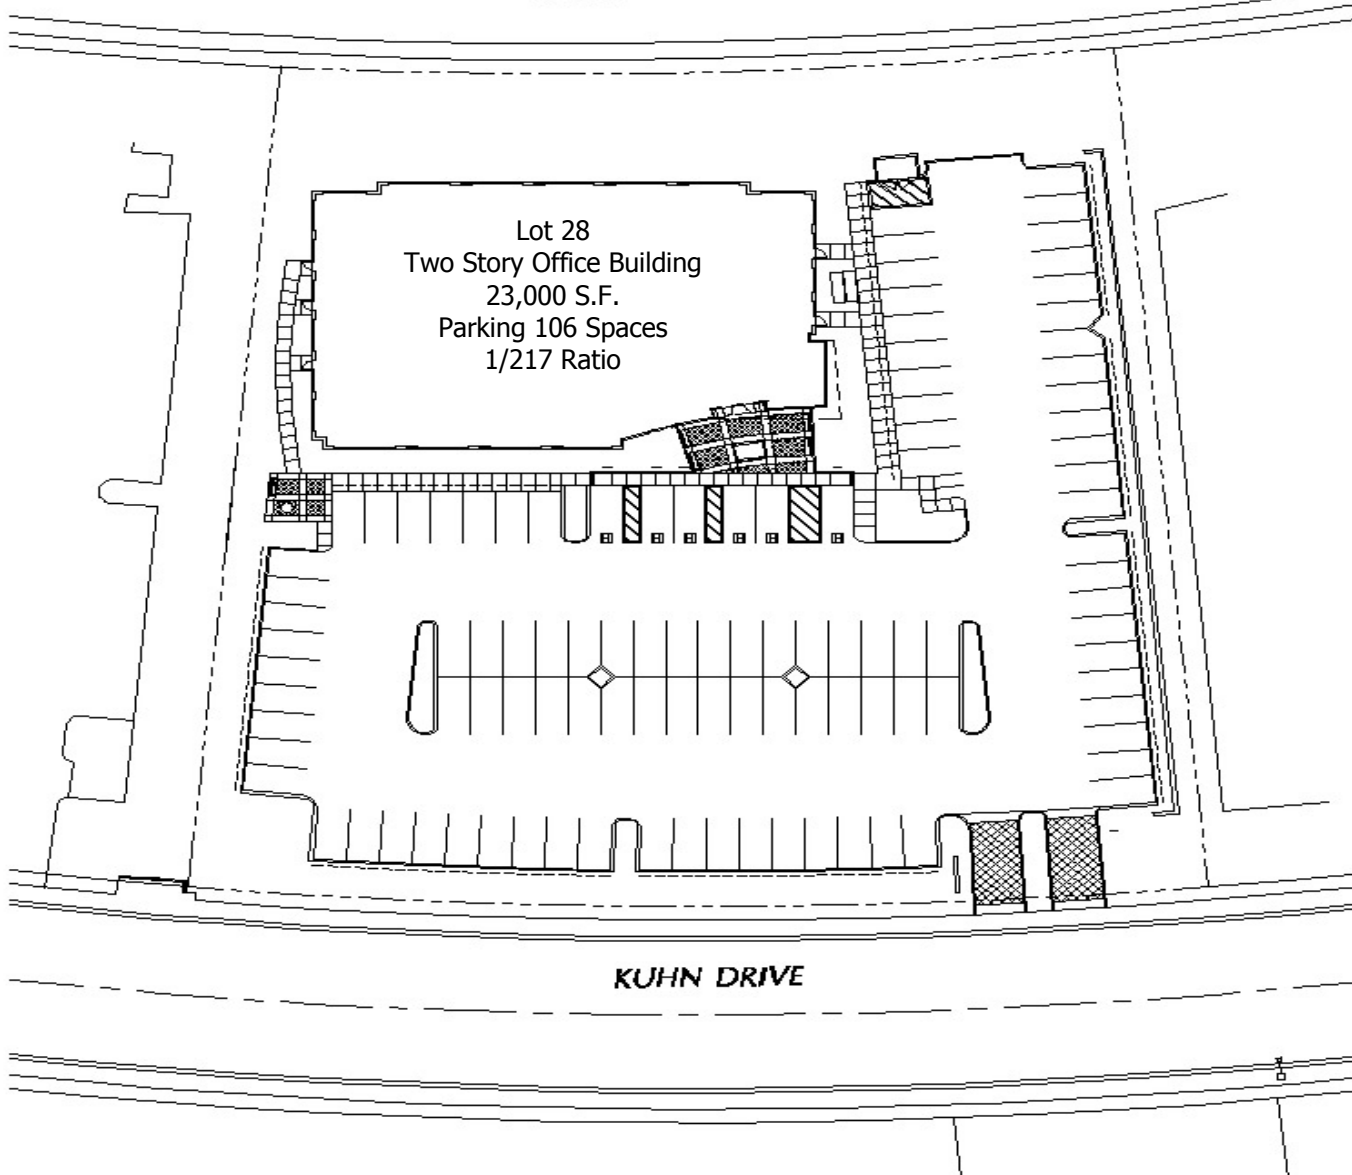 Lot 28
Two Story Office Building
23,000 S.F.
Parking 106 Spaces
1/217 Ratio
KUHN DRIVE